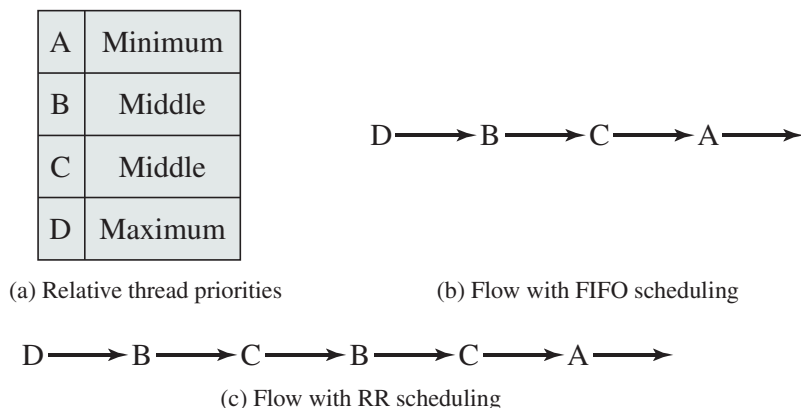 A Minimum
B Middle
C Middle
D Maximum
(a) Relative thread priorities
D B C A
(b) Flow with FIFO scheduling
D B C B C A
(c) Flow with RR scheduling